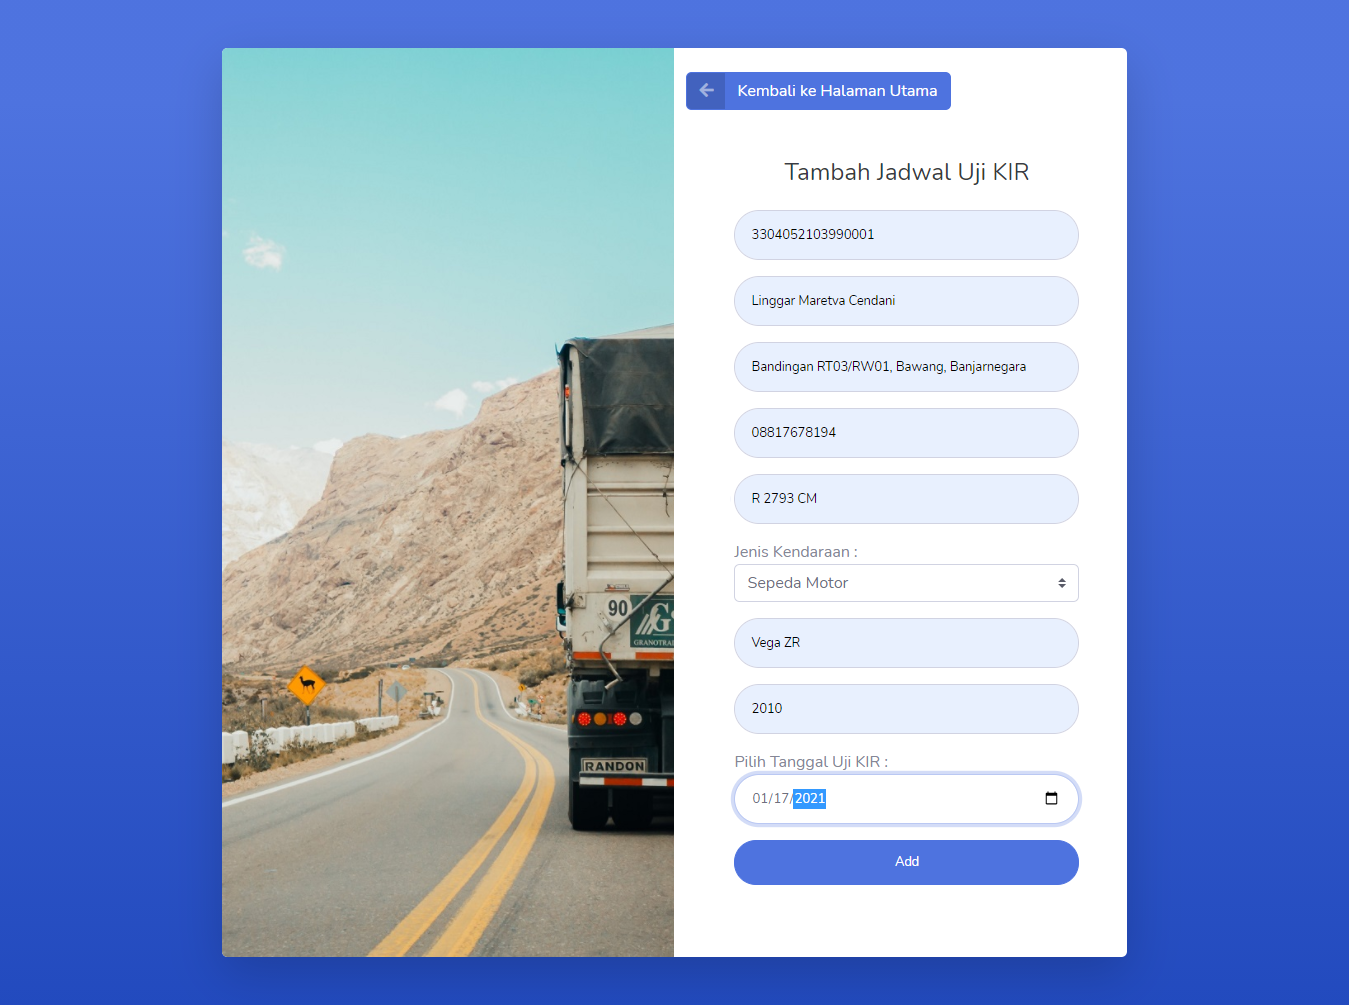 Kembali ke Halaman Utama
Tambah Jadwal Uji KIR
3304052103990001
Linggar Maretva Cendani
Bandingan RT03/RW01, Bawang, Banjarnegara
08817678194
R 2793 CM
Jenis Kendaraan :
Sepeda Motor
Vega ZR
2010
Pilih Tanggal Uji KIR :
01/17/2021
Add
90
G
RANDON